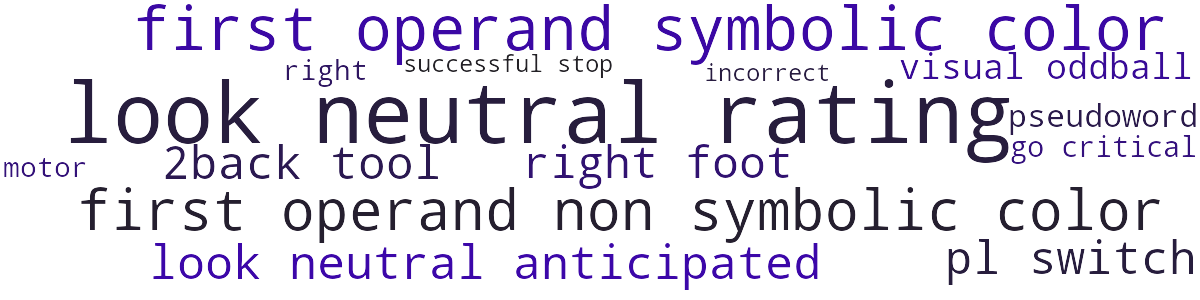 first operand symbolic color
right
successful stop
incorrect
visual oddball
look neutral rating
pseudoword
motor
2back tool
right foot
go critical
first operand non symbolic color
look neutral anticipated
pl switch